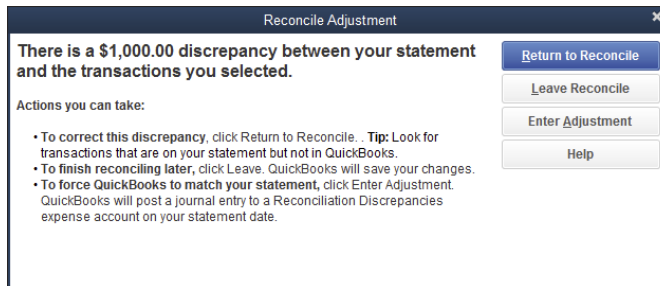 Reconcile Adjustment
×
There is a $1,000.00 discrepancy between your statement
and the transactions you selected.
Return to Reconcile
Leave Reconcile
Actions you can take:
Enter Adjustment
• To correct this discrepancy, click Return to Reconcile. . Tip: Look for
transactions that are on your statement but not in QuickBooks.
Help
• To finish reconciling later, click Leave. QuickBooks will save your changes.
• To force QuickBooks to match your statement, click Enter Adjustment.
QuickBooks will post a journal entry to a Reconciliation Discrepancies
expense account on your statement date.